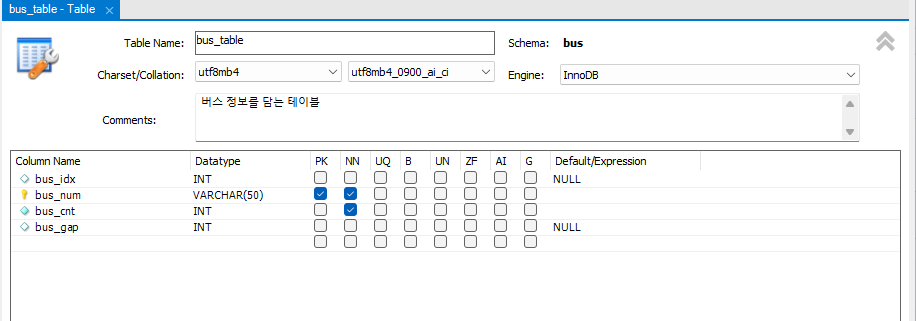 bus_table - Table ×
Table Name: bus_table Schema: bus
Charset/Collation: utf8mb4 utf8mb4_0900_ai_ci Engine: InnoDB
Comments: 버스 정보를 담는 테이블
Column Name Datatype PK NN UQ B UN ZF AI G Default/Expression
bus_idx INT NULL
bus_num VARCHAR(50)
bus_cnt INT
bus_gap INT NULL